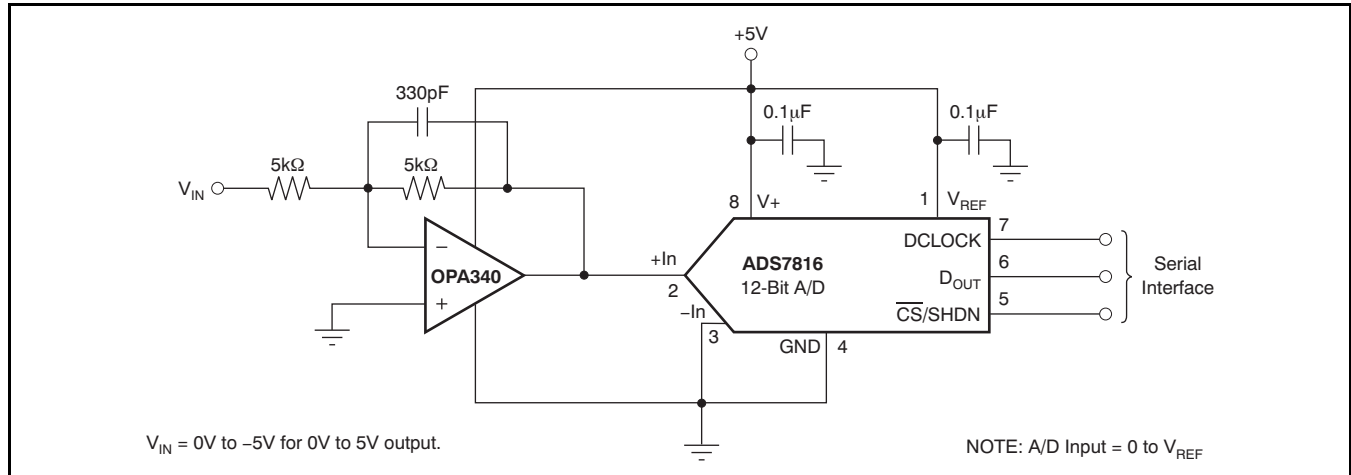 +5V
330pF
0.1µF
0.1µF
5kΩ
5kΩ
V_IN
8
V+
1
V_REF
7
DCLOCK
−
OPA340
+
+In
2
ADS7816
12-Bit A/D
6
D_OUT
Serial
Interface
5
C̅S̅/SHDN
−In
3
GND
4
V_IN = 0V to −5V for 0V to 5V output.
NOTE: A/D Input = 0 to V_REF